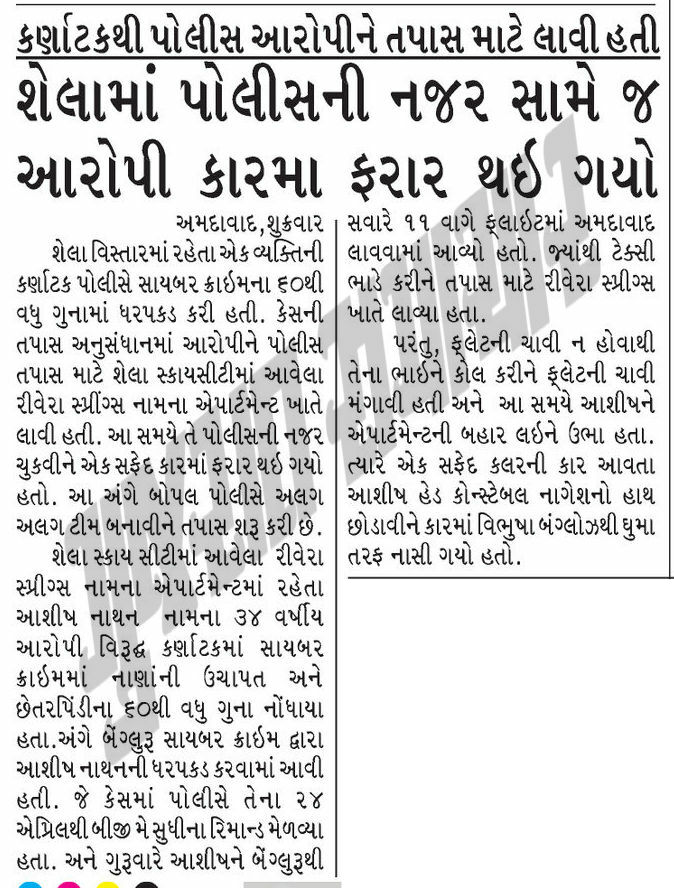 કર્ણાટકથી પોલીસ આરોપીને તપાસ માટે લાવી હતી
શેલામાં પોલીસની નજર સામે જ
આરોપી કારમા ફરાર થઇ ગયો
અમદાવાદ,શુક્રવાર
શેલા વિસ્તારમાં રહેતા એક વ્યક્તિની
કર્ણાટક પોલીસે સાયબર ક્રાઇમના ૬૦થી
વધુ ગુનામાં ધરપકડ કરી હતી. કેસની
તપાસ અનુસંધાનમાં આરોપીને પોલીસ
તપાસ માટે શેલા સ્કાયસીટીમાં આવેલા
રીવેરા સ્પ્રીંગ્સ નામના એપાર્ટમેન્ટ ખાતે
લાવી હતી. આ સમયે તે પોલીસની નજર
ચુકવીને એક સફેદ કારમાં ફરાર થઇ ગયો
હતો. આ અંગે બોપલ પોલીસે અલગ
અલગ ટીમ બનાવીને તપાસ શરૂ કરી છે.
શેલા સ્કાય સીટીમાં આવેલા રીવેરા
સ્પ્રીગ્સ નામના એપાર્ટમેન્ટમાં રહેતા
આશીષ નાથન નામના ૩૪ વર્ષીય
આરોપી વિરૂદ્ધ કર્ણાટકમાં સાયબર
ક્રાઇમમાં નાણાંની ઉચાપત અને
છેતરપિંડીના ૬૦થી વધુ ગુના નોંધાયા
હતા.અંગે બેંગ્લુરૂ સાયબર ક્રાઇમ દ્વારા
આશીષ નાથનની ધરપકડ કરવામાં આવી
હતી. જે કેસમાં પોલીસે તેના ૨૪
એપ્રિલથી બીજી મે સુધીના રિમાન્ડ મેળવ્યા
હતા. અને ગુરૂવારે આશીષને બેંગ્લુરૂથી
સવારે ૧૧ વાગે ફ્લાઇટમાં અમદાવાદ
લાવવામાં આવ્યો હતો. જ્યાંથી ટેક્સી
ભાડે કરીને તપાસ માટે રીવેરા સ્પ્રીગ્સ
ખાતે લાવ્યા હતા.
પરંતુ, ફ્લેટની ચાવી ન હોવાથી
તેના ભાઇને કોલ કરીને ફ્લેટની ચાવી
મંગાવી હતી અને આ સમયે આશીષને
એપાર્ટમેન્ટની બહાર લઇને ઉભા હતા.
ત્યારે એક સફેદ કલરની કાર આવતા
આશીષ હેડ કોન્સ્ટેબલ નાગેશનો હાથ
છોડાવીને કારમાં વિભુષા બંગ્લોઝથી ઘુમા
તરફ નાસી ગયો હતો.
ગુજરાત સમાચાર